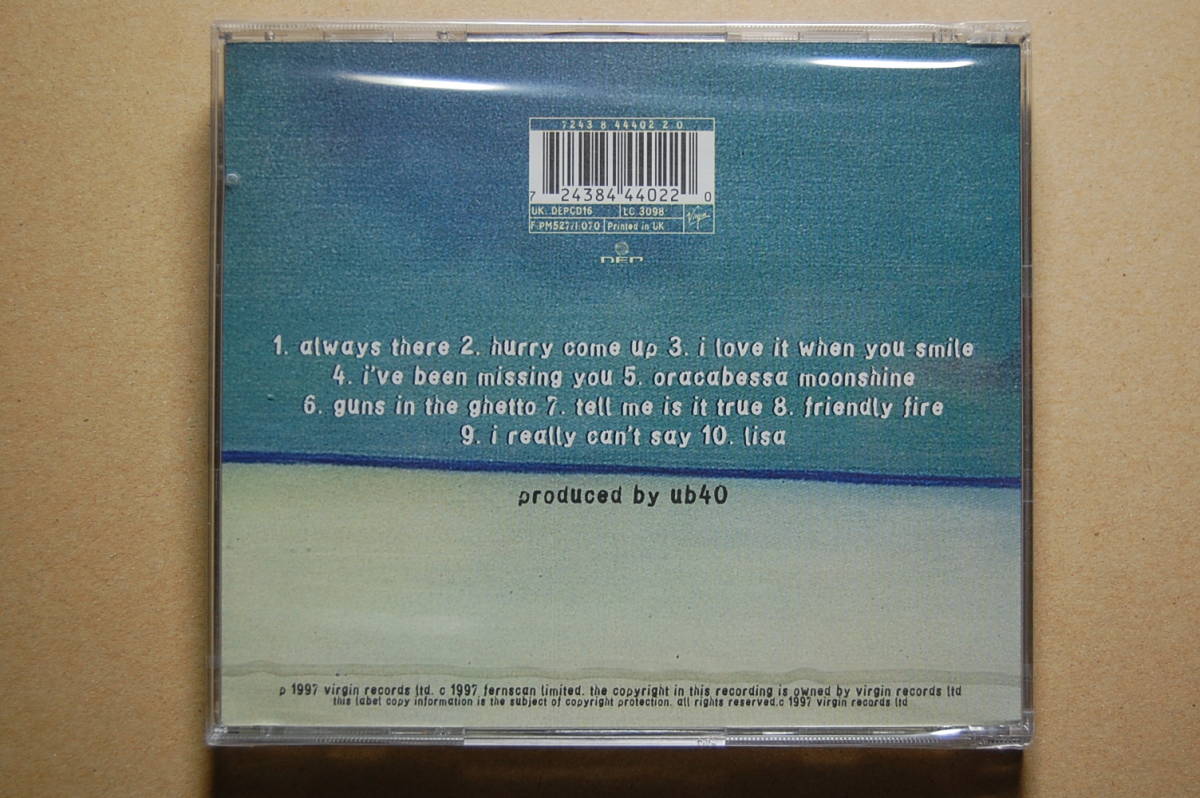 7243 8 44402 2 0
7 24384 44022 0
UK: DEPCD16 LC 3098 Virgin
F:PM527/1.070 Printed in UK
DEP
1. always there 2. hurry come up 3. i love it when you smile
4. i've been missing you 5. oracabessa moonshine
6. guns in the ghetto 7. tell me is it true 8. friendly fire
9. i really can't say 10. lisa
produced by ub40
p 1997 virgin records ltd. c 1997 fernscan limited. the copyright in this recording is owned by virgin records ltd
this label copy information is the subject of copyright protection. all rights reserved.c 1997 virgin records ltd